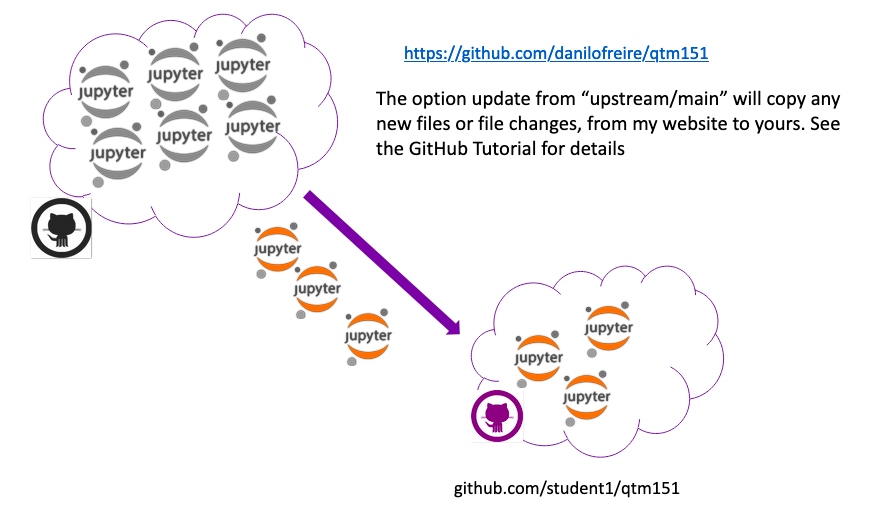 https://github.com/danilofreire/qtm151
The option update from “upstream/main” will copy any
new files or file changes, from my website to yours. See
the GitHub Tutorial for details
jupyter
jupyter
jupyter
jupyter
jupyter
jupyter
jupyter
jupyter
jupyter
jupyter
jupyter
jupyter
github.com/student1/qtm151